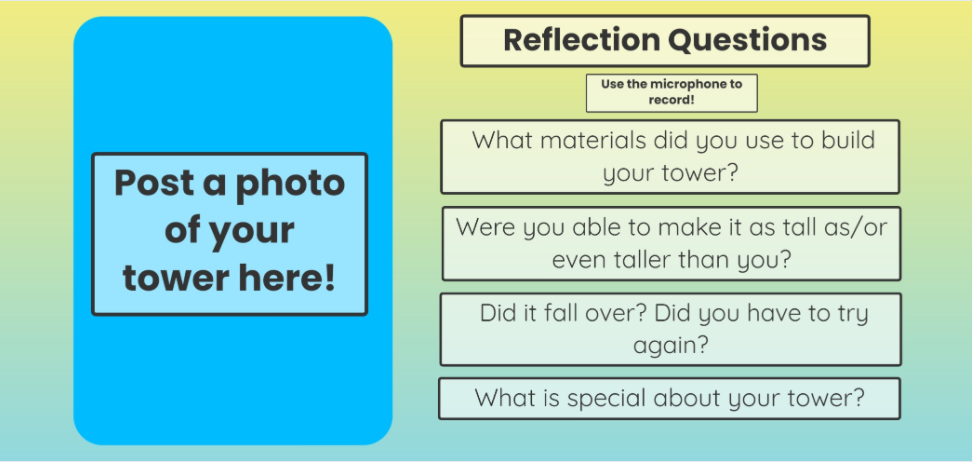 Post a photo
of your
tower here!
Reflection Questions
Use the microphone to
record!
What materials did you use to build
your tower?
Were you able to make it as tall as/or
even taller than you?
Did it fall over? Did you have to try
again?
What is special about your tower?